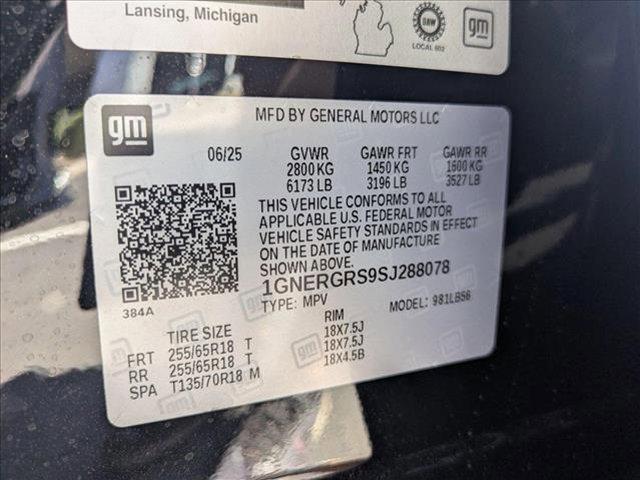 Lansing, Michigan
UAW
LOCAL 602
gm
gm
MFD BY GENERAL MOTORS LLC
06/25 GVWR GAWR FRT GAWR RR
2800 KG 1450 KG 1600 KG
6173 LB 3196 LB 3527 LB
THIS VEHICLE CONFORMS TO ALL
APPLICABLE U.S. FEDERAL MOTOR
VEHICLE SAFETY STANDARDS IN EFFECT
ON THE DATE OF MANUFACTURE
SHOWN ABOVE.
1GNERGRS9SJ288078
384A TYPE: MPV MODEL: 981LB56
TIRE SIZE RIM
FRT 255/65R18 T 18X7.5J
RR 255/65R18 T 18X7.5J
SPA T135/70R18 M 18X4.5B